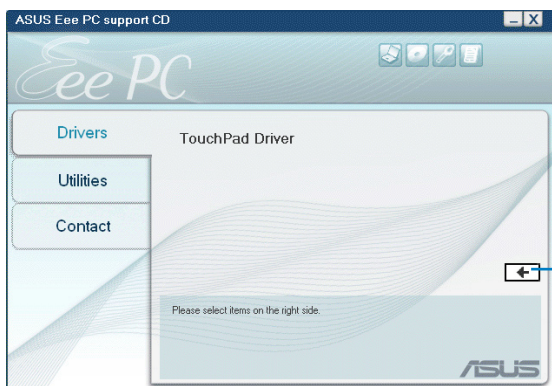 ASUS Eee PC support CD
Eee PC
Drivers
TouchPad Driver
Utilities
Contact
Please select items on the right side.
ASUS